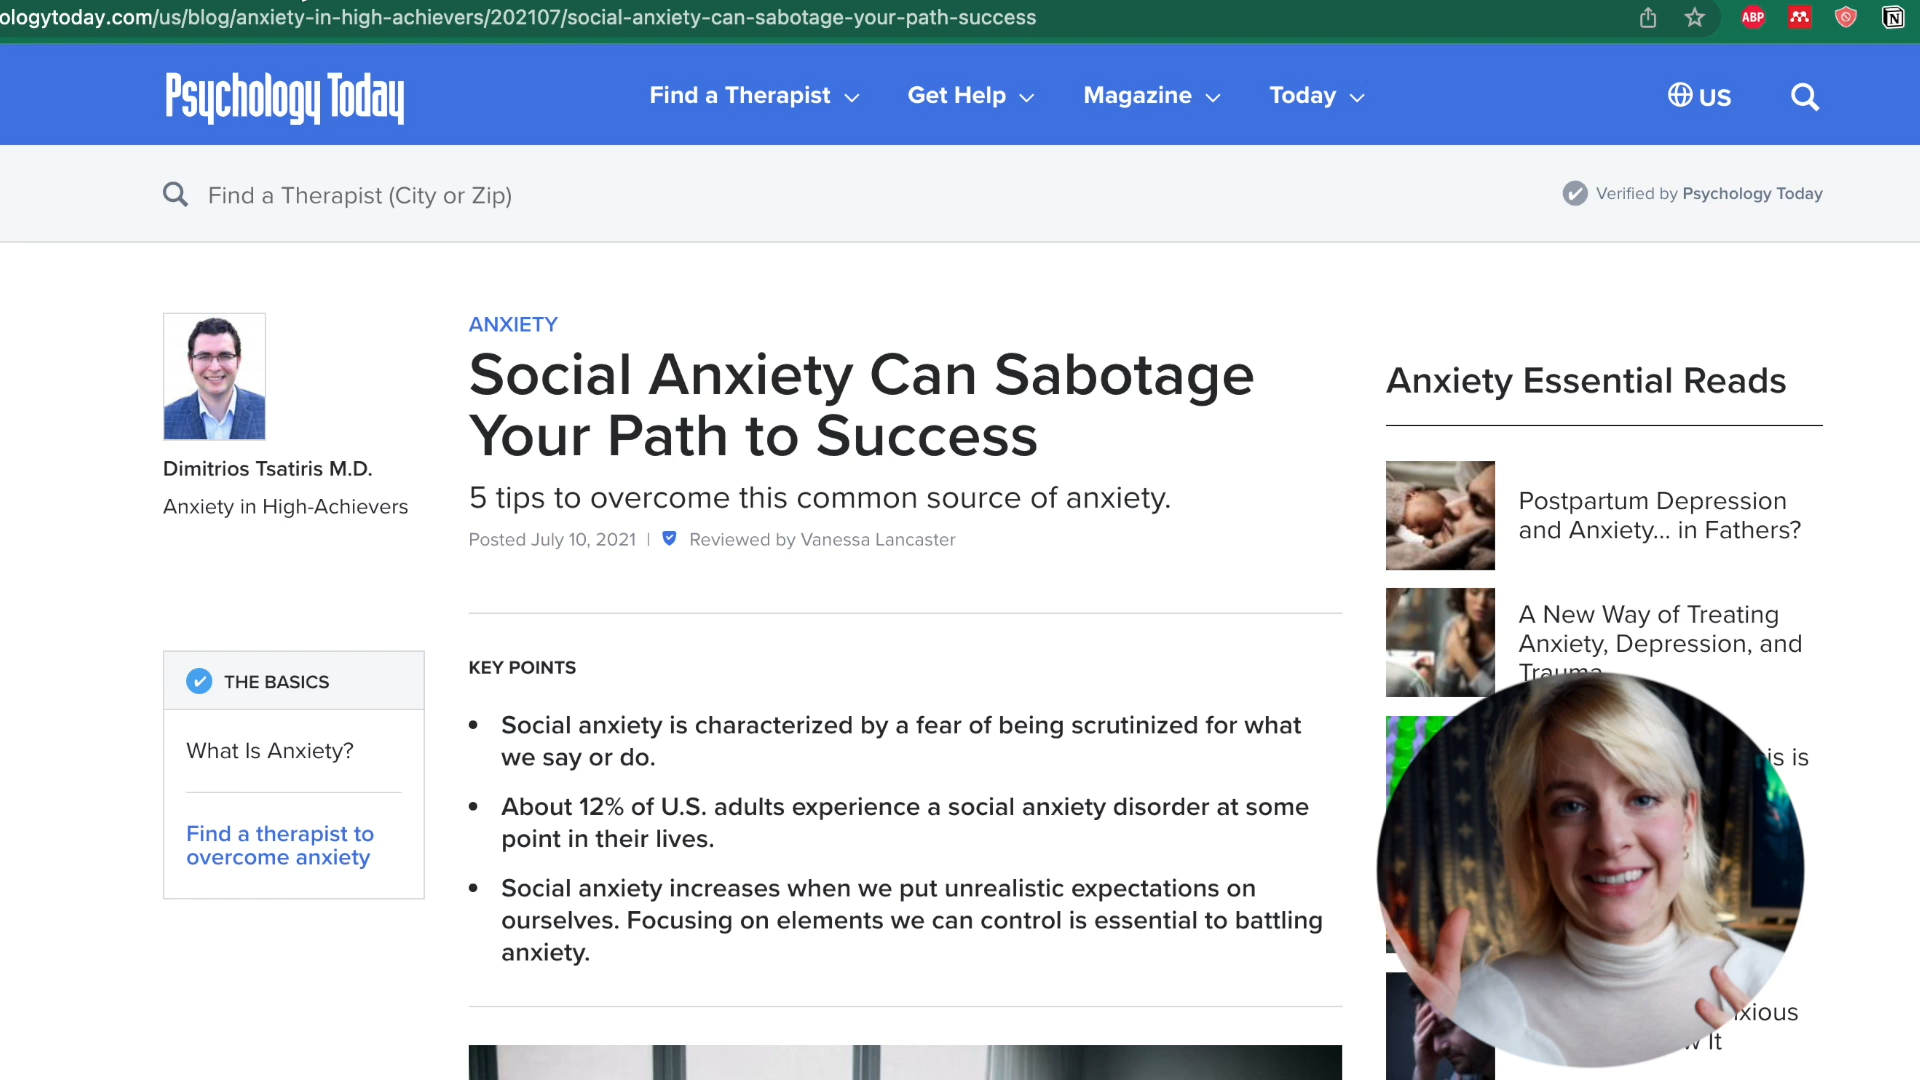 ologytoday.com/us/blog/anxiety-in-high-achievers/202107/social-anxiety-can-sabotage-your-path-success
ABP
N
Psychology Today
Find a Therapist
Get Help
Magazine
Today
US
Find a Therapist (City or Zip)
Verified by Psychology Today
Dimitrios Tsatiris M.D.
Anxiety in High-Achievers
THE BASICS
What Is Anxiety?
Find a therapist to
overcome anxiety
ANXIETY
Social Anxiety Can Sabotage
Your Path to Success
5 tips to overcome this common source of anxiety.
Posted July 10, 2021 | Reviewed by Vanessa Lancaster
KEY POINTS
• Social anxiety is characterized by a fear of being scrutinized for what
we say or do.
• About 12% of U.S. adults experience a social anxiety disorder at some
point in their lives.
• Social anxiety increases when we put unrealistic expectations on
ourselves. Focusing on elements we can control is essential to battling
anxiety.
Anxiety Essential Reads
Postpartum Depression
and Anxiety... in Fathers?
A New Way of Treating
Anxiety, Depression, and
Trauma
is is
xious
It